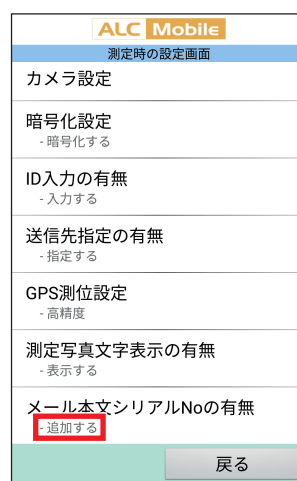 ALC Mobile
測定時の設定画面
カメラ設定
暗号化設定
- 暗号化する
ID入力の有無
- 入力する
送信先指定の有無
- 指定する
GPS測位設定
- 高精度
測定写真文字表示の有無
- 表示する
メール本文シリアルNoの有無
- 追加する
戻る